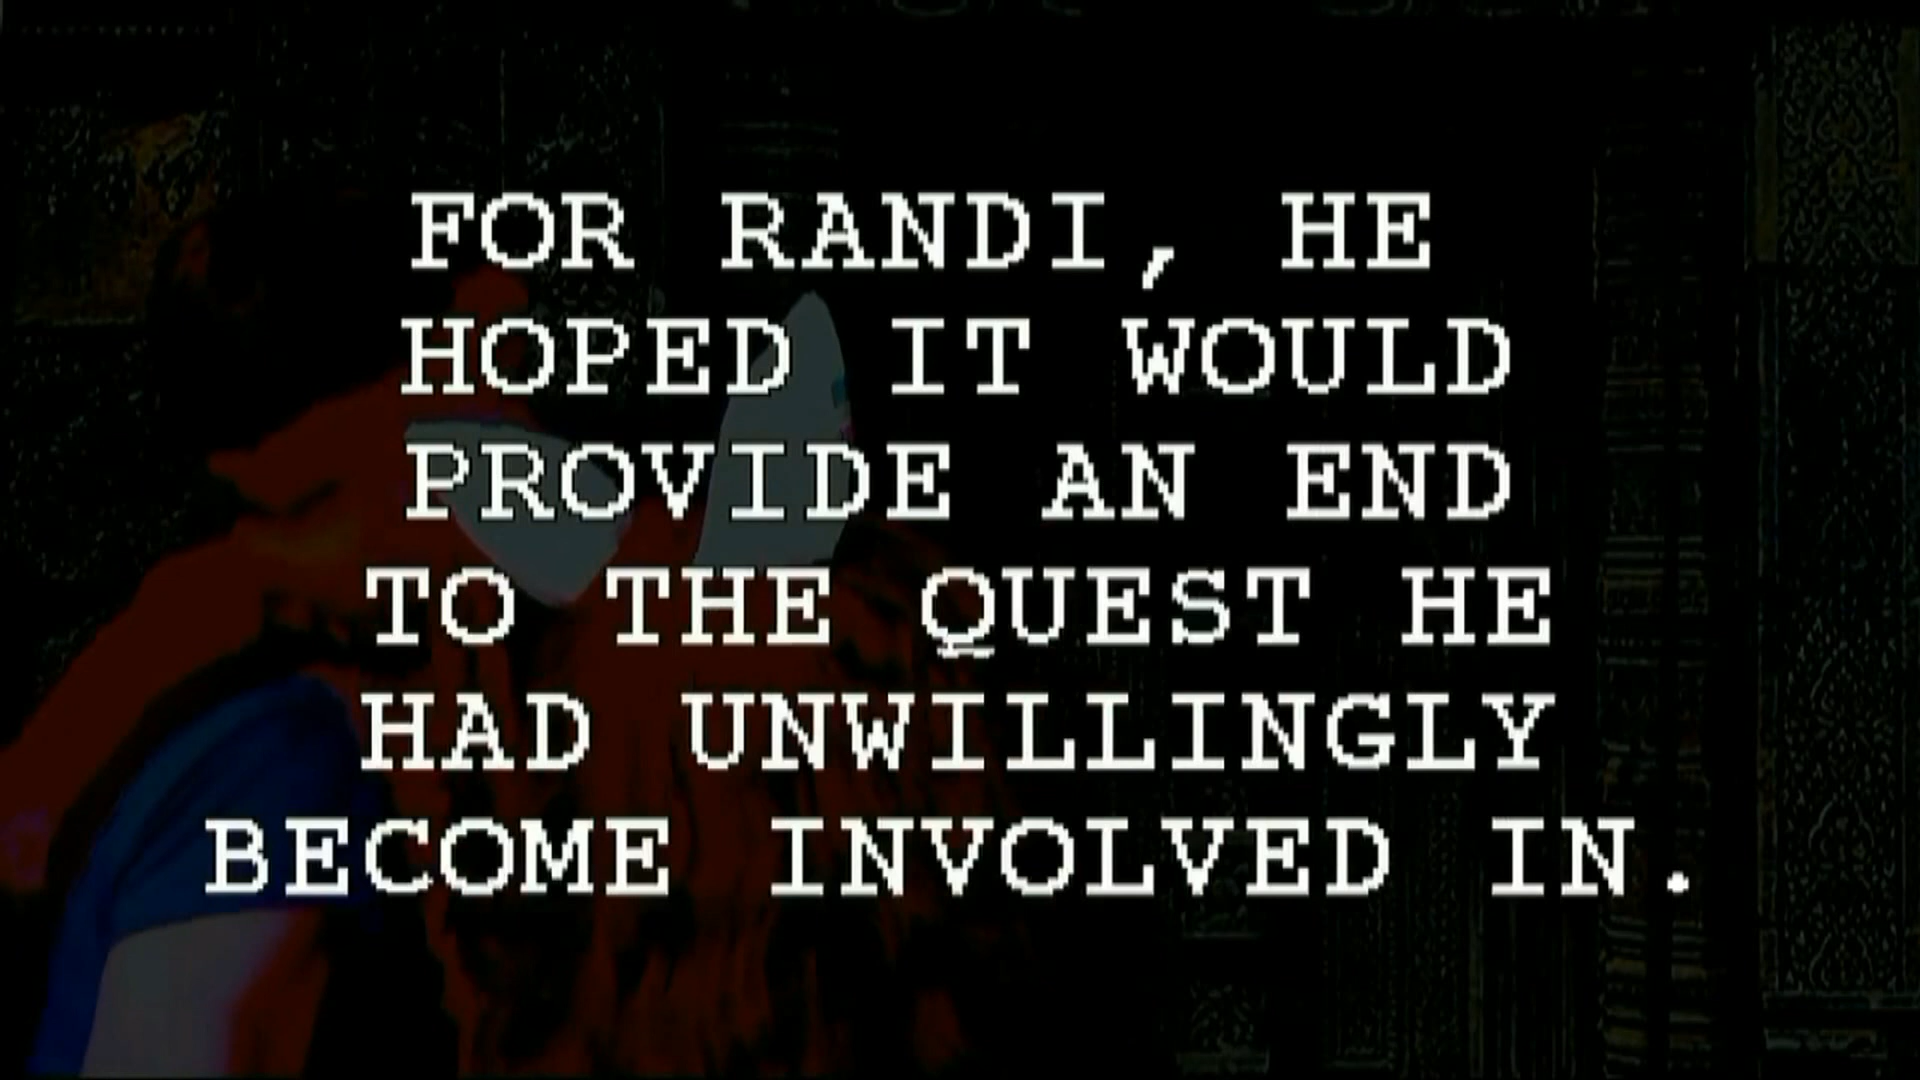 FOR RANDI, HE
HOPED IT WOULD
PROVIDE AN END
TO THE QUEST HE
HAD UNWILLINGLY
BECOME INVOLVED IN.